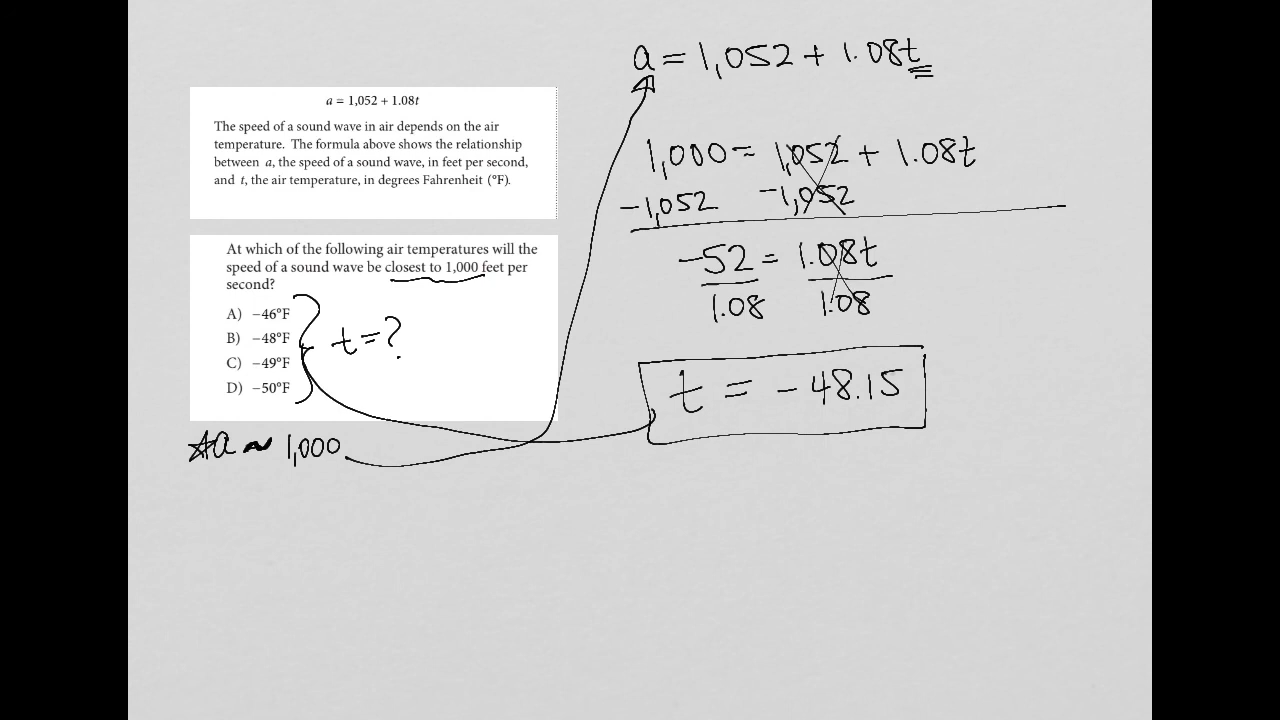 a = 1,052 + 1.08t
The speed of a sound wave in air depends on the air
temperature. The formula above shows the relationship
between a, the speed of a sound wave, in feet per second,
and t, the air temperature, in degrees Fahrenheit (°F).
At which of the following air temperatures will the
speed of a sound wave be closest to 1,000 feet per
second?
A) −46°F
B) −48°F
C) −49°F
D) −50°F
t = ?
a ~ 1,000
a = 1,052 + 1.08t
1,000 = 1,052 + 1.08t
-1,052 -1,052
-52 = 1.08t
1.08 1.08
t = -48.15